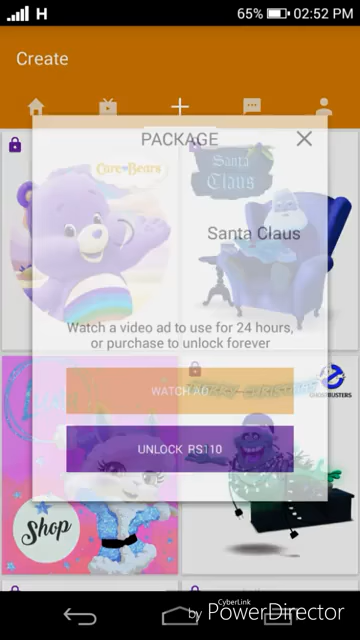 H 65% 02:52 PM
Create
PACKAGE
Care Bears
Santa
Claus
Santa Claus
Watch a video ad to use for 24 hours,
or purchase to unlock forever
WATCH AD
GHOSTBUSTERS
UNLOCK RS110
Shop
CyberLink
by PowerDirector